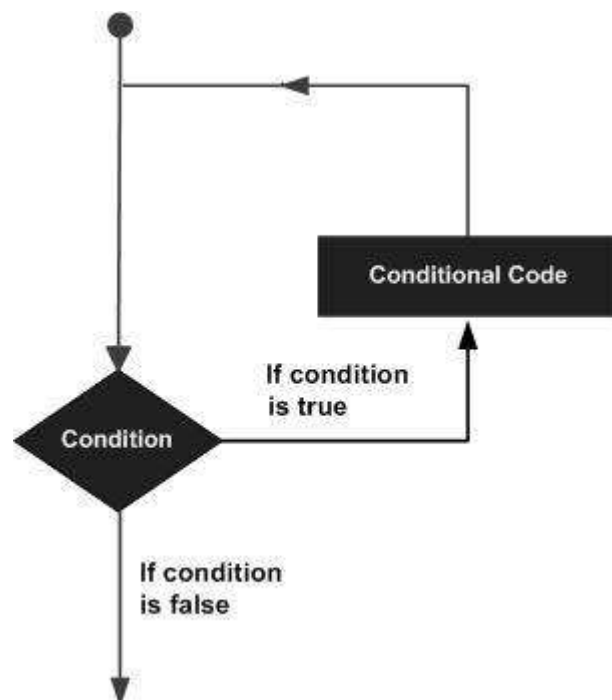 Conditional Code
If condition
is true
Condition
If condition
is false